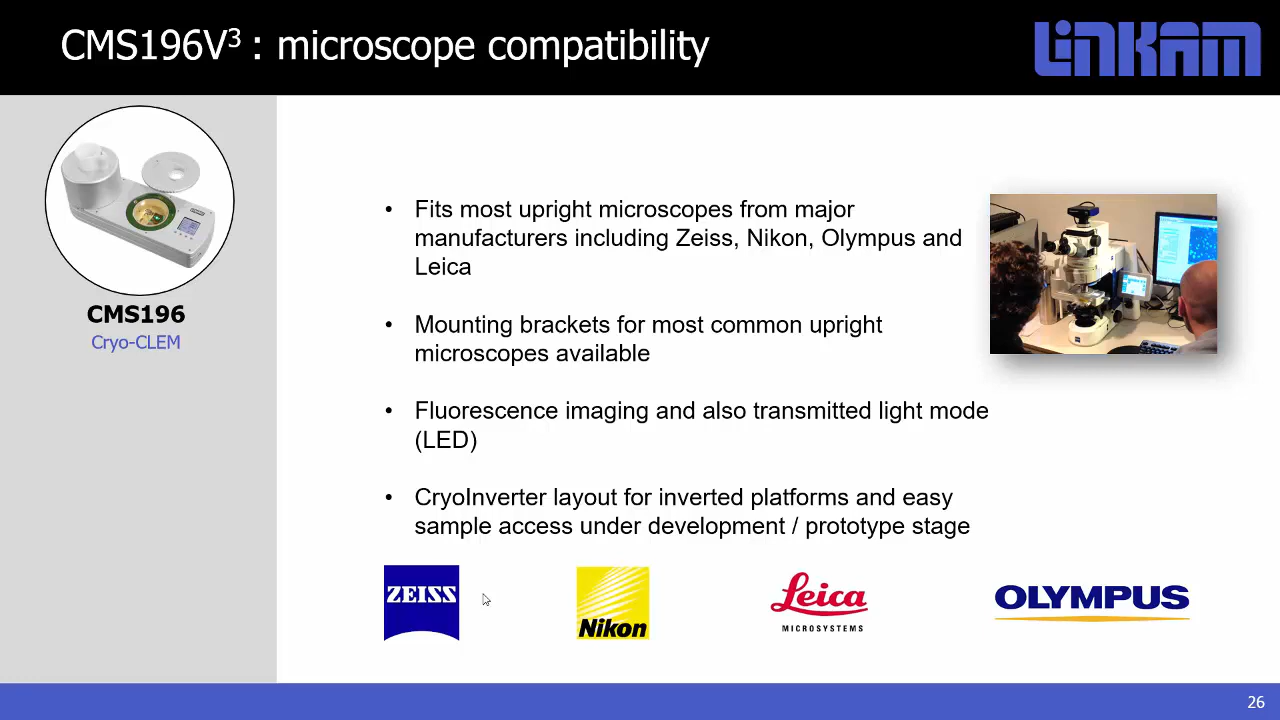 CMS196V³ : microscope compatibility
LINKAM
CMS196
Cryo-CLEM
• Fits most upright microscopes from major
manufacturers including Zeiss, Nikon, Olympus and
Leica
• Mounting brackets for most common upright
microscopes available
• Fluorescence imaging and also transmitted light mode
(LED)
• CryoInverter layout for inverted platforms and easy
sample access under development / prototype stage
ZEISS
Nikon
Leica
MICROSYSTEMS
OLYMPUS
26